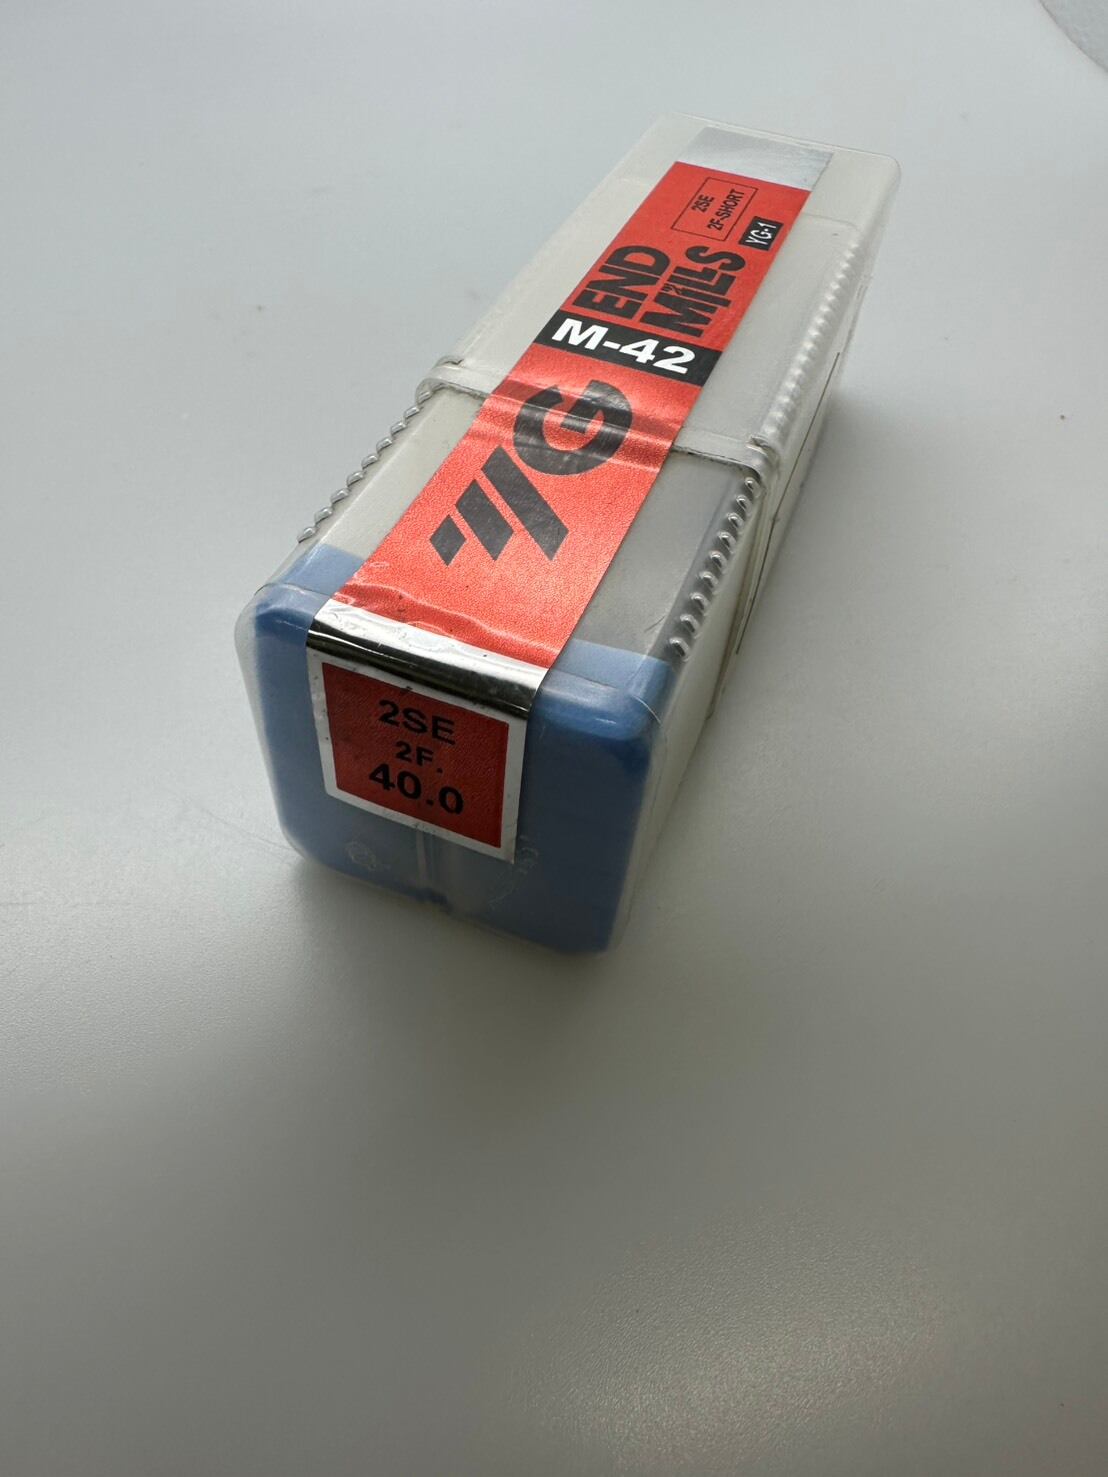 2SE
2F-SHORT
YG-1
END
MILLS
M-42
YG
2SE
2F.
40.0